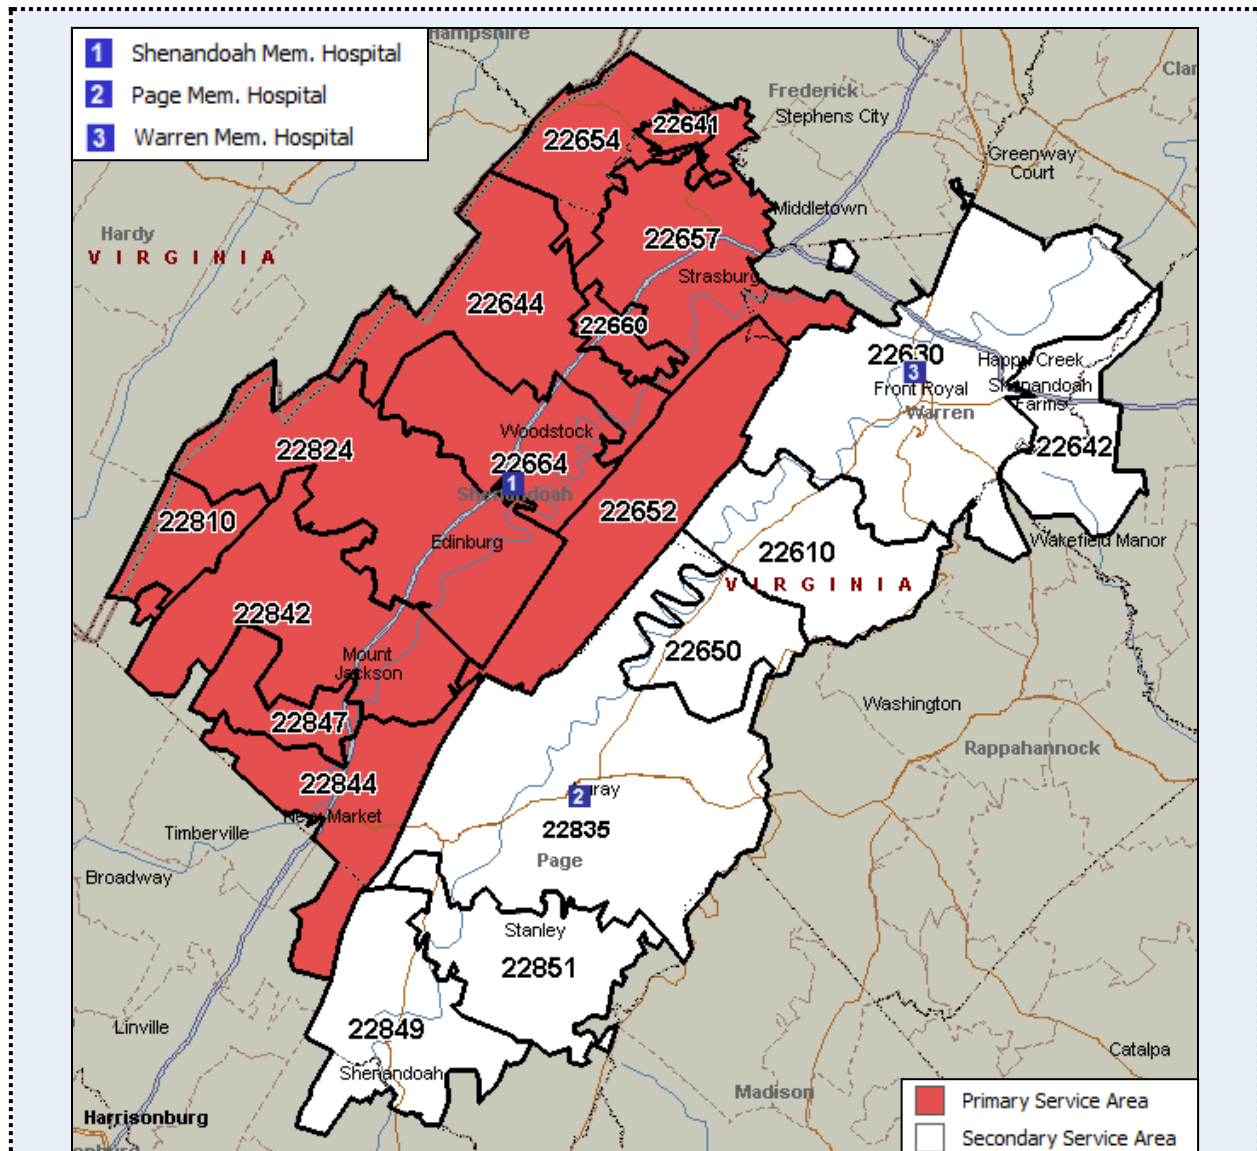 1 Shenandoah Mem. Hospital
2 Page Mem. Hospital
3 Warren Mem. Hospital
Hampshire
Clar
Frederick
Stephens City
22641
22654
Greenway
Court
Middletown
Hardy
VIRGINIA
22657
Strasburg
22644
22660
22630
Happy Creek
3
Front Royal
Shenandoah
Farms
Warren
Woodstock
22824
22642
22664
1
Shenandoah
22810
22652
Edinburg
22610
Wakefield Manor
VIRGINIA
22842
22650
Mount
Jackson
Washington
22847
Rappahannock
22844
2
Luray
New Market
22835
Timberville
Page
Broadway
Stanley
22851
Linville
22849
Catalpa
Shenandoah
Madison
Harrisonburg
Primary Service Area
Secondary Service Area